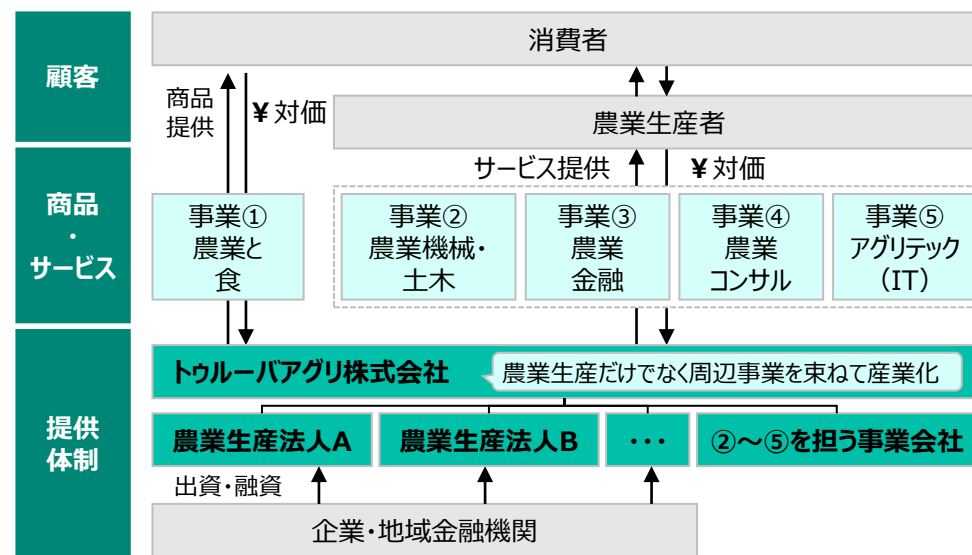 顧客
消費者
商品
提供
¥ 対価
農業生産者
サービス提供
¥ 対価
商品
・
サービス
事業①
農業と
食
事業②
農業機械・
土木
事業③
農業
金融
事業④
農業
コンサル
事業⑤
アグリテック
（IT）
提供
体制
トゥルーバアグリ株式会社
農業生産だけでなく周辺事業を束ねて産業化
農業生産法人A
農業生産法人B
・・・
②～⑤を担う事業会社
出資・融資
企業・地域金融機関